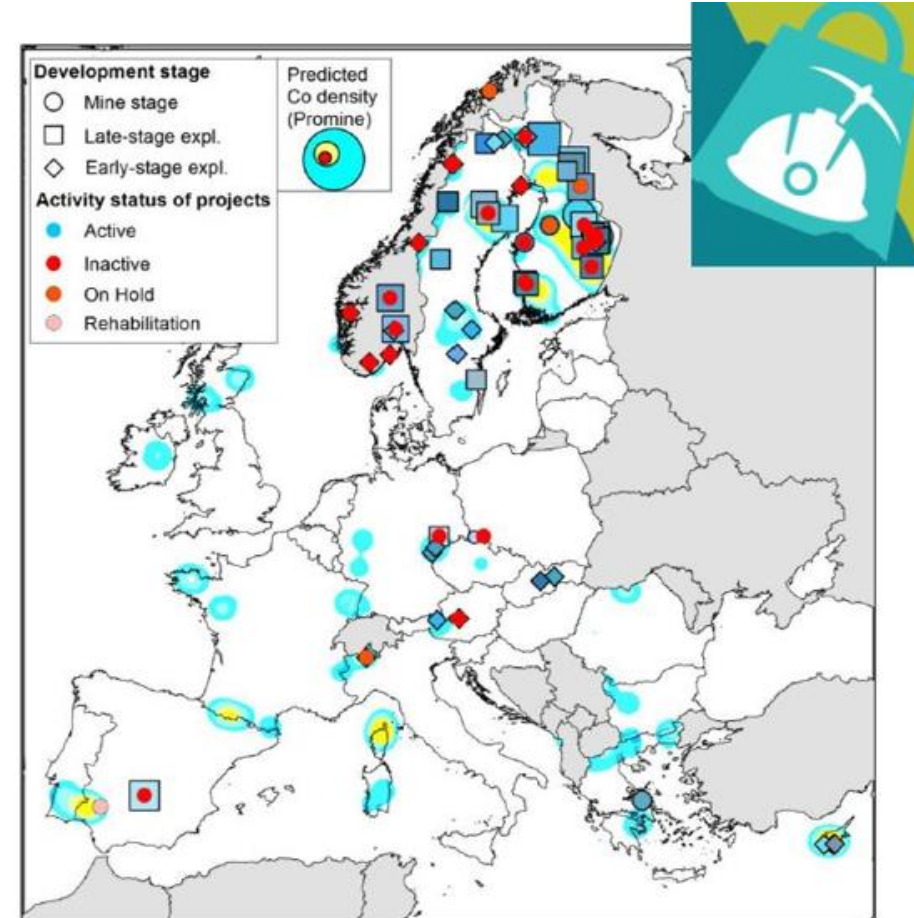 Development stage
Mine stage
Late-stage expl.
Early-stage expl.
Activity status of projects
Active
Inactive
On Hold
Rehabilitation
Predicted
Co density
(Promine)